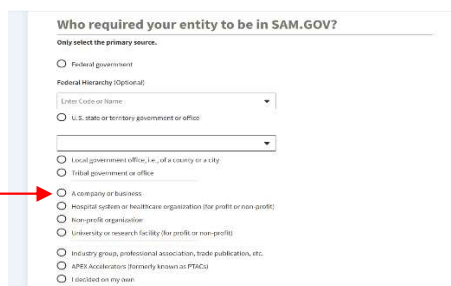 Who required your entity to be in SAM.GOV?
Only select the primary source.
Federal government
Federal Hierarchy (Optional)
Enter Code or Name
U.S. state or territory government or office
Local government office, i.e., of a county or a city
Tribal government or office
A company or business
Hospital system or healthcare organization (for profit or non-profit)
Non-profit organization
University or research facility (for profit or non-profit)
Industry group, professional association, trade publication, etc.
APEX Accelerators (formerly known as PTACs)
I decided on my own